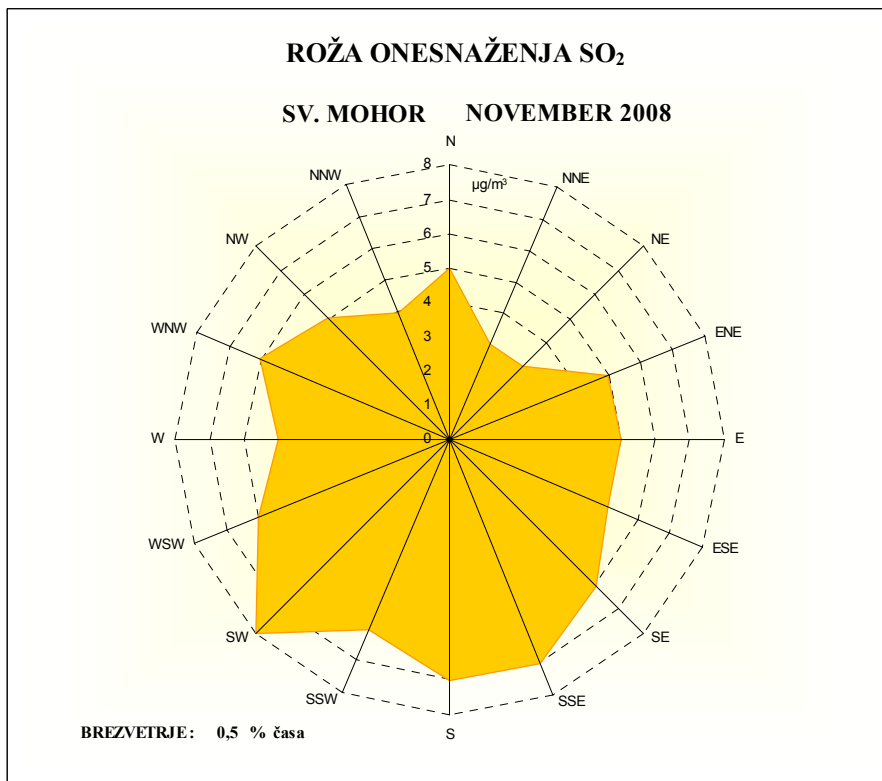 ROŽA ONESNAŽENJA SO₂
SV. MOHOR NOVEMBER 2008
N
NNE
NE
ENE
E
ESE
SE
SSE
S
SSW
SW
WSW
W
WNW
NW
NNW
µg/m³
8
7
6
5
4
3
2
1
0
BREZVETRJE: 0,5 % časa